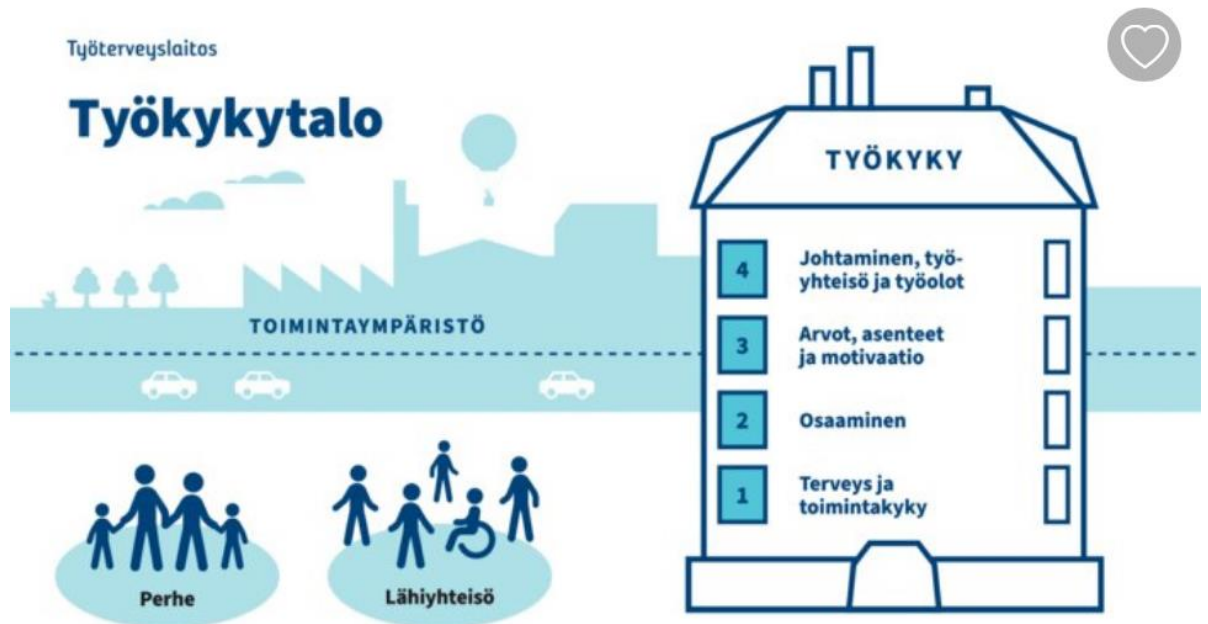 Työterveyslaitos
Työkykytalo
TYÖKYKY
4
Johtaminen, työ-
yhteisö ja työolot
3
Arvot, asenteet
ja motivaatio
2
Osaaminen
1
Terveys ja
toimintakyky
TOIMINTAYMPÄRISTÖ
Perhe
Lähiyhteisö